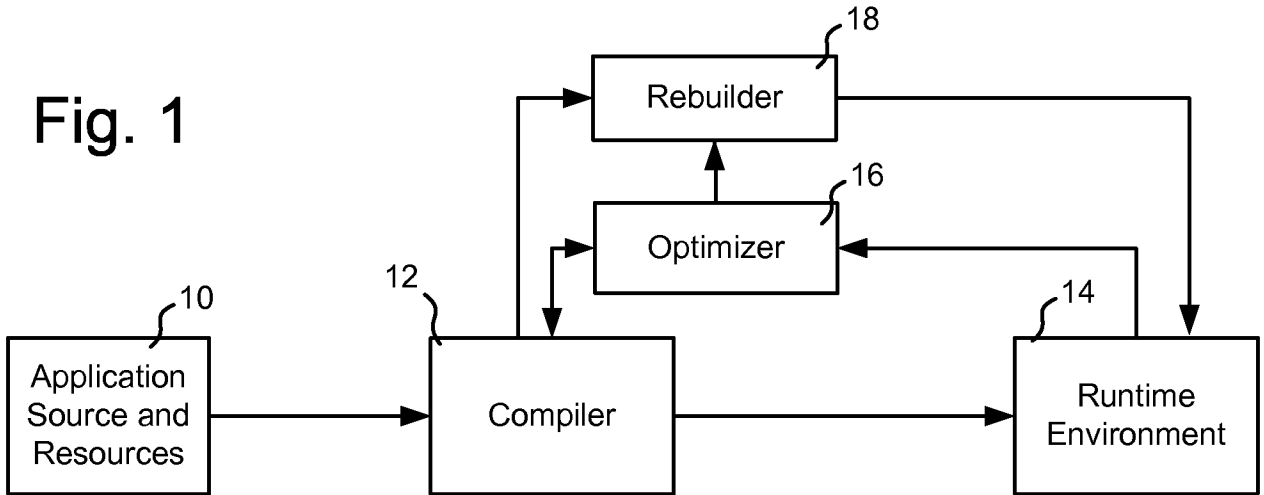 Fig. 1
18
Rebuilder
16
Optimizer
10
12
14
Application
Source and
Resources
Compiler
Runtime
Environment